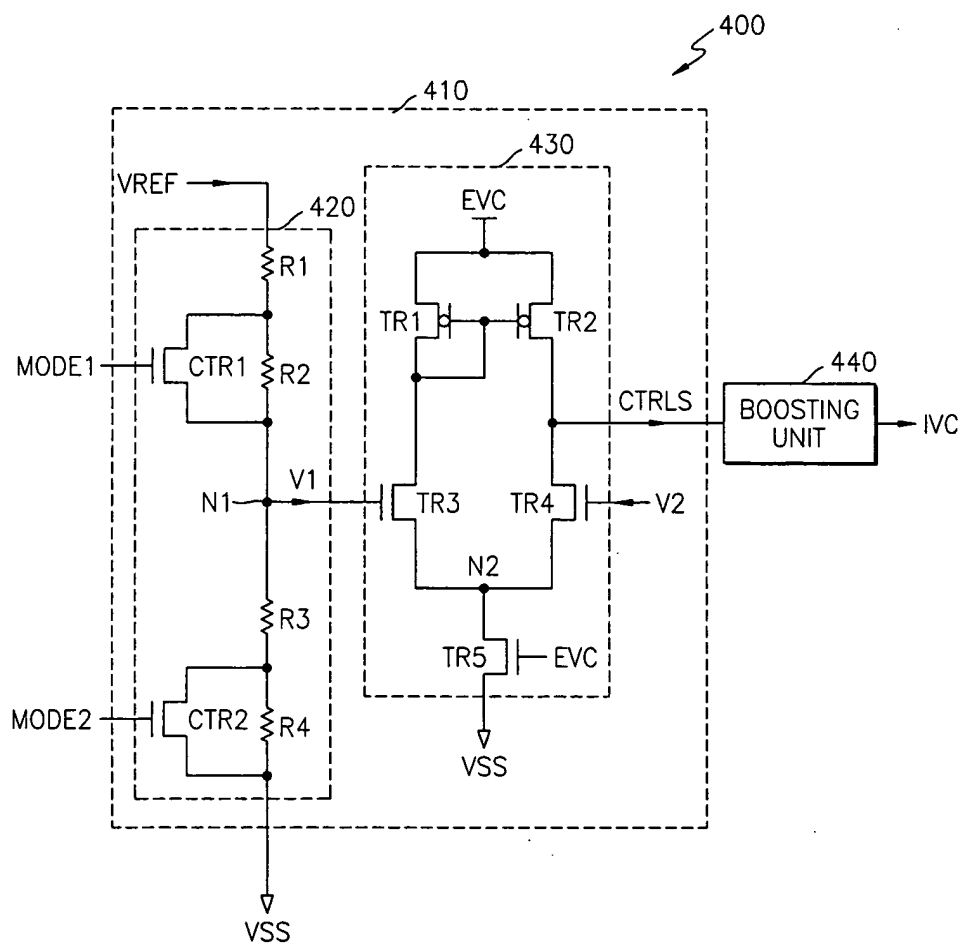 400
410
430
VREF
420
EVC
R1
TR1
TR2
MODE1
CTR1
R2
440
CTRLS
BOOSTING
UNIT
IVC
N1
V1
TR3
TR4
V2
N2
R3
TR5
EVC
MODE2
CTR2
R4
VSS
VSS